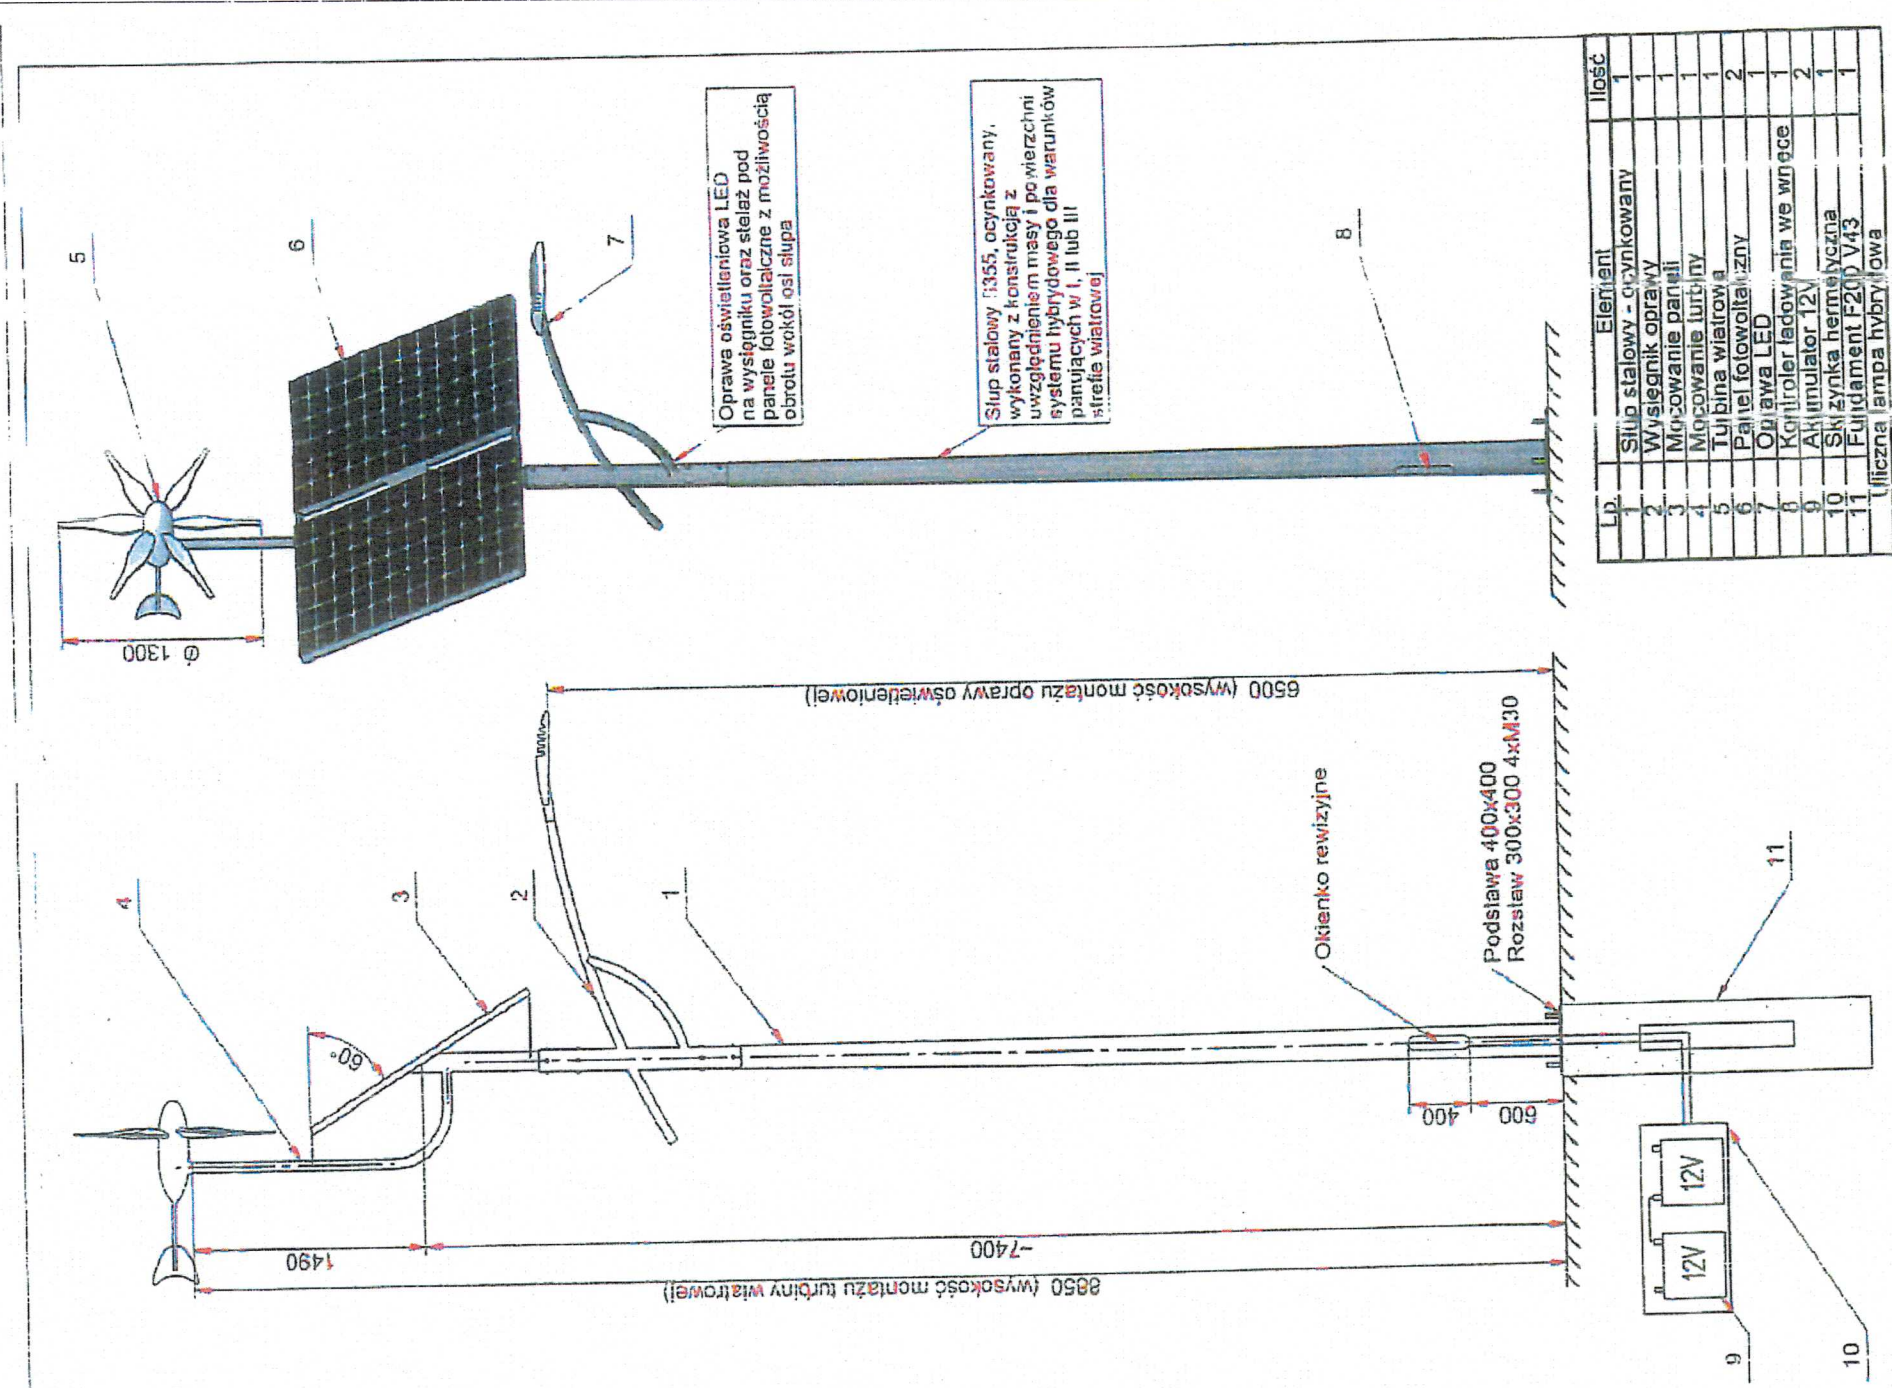 5
6
7
Oprawa oświetleniowa LED
na wysięgniku oraz stelaż pod
panele fotowoltaiczne z możliwością
obrotu wokół osi słupa
Słup stalowy S355, ocynkowany,
wykonany z konstrukcją z
uwzględnieniem masy i powierzchni
systemu hybrydowego dla warunków
panujących w I, II lub III
strefie wiatrowej
8
Ø 1300
4
3
2
1
60°
6500 (wysokość montażu oprawy oświetleniowej)
Okienko rewizyjne
Podstawa 400x400
Rozstaw 300x300 4xM30
11
400
600
1490
~7400
8850 (wysokość montażu turbiny wiatrowej)
12V
12V
9
10
Lp. Element Ilość
1 Słup stalowy - ocynkowany 1
2 Wysięgnik oprawy 1
3 Mocowanie paneli 1
4 Mocowanie turbiny 1
5 Tubina wiatrowa 1
6 Panel fotowoltaiczny 2
7 Oprawa LED 1
8 Kontroler ładowania we wnęce 1
9 Akumulator 12V 2
10 Skrzynka hermetyczna 1
11 Fundament F200 V43 1
Uliczna lampa hybrydowa